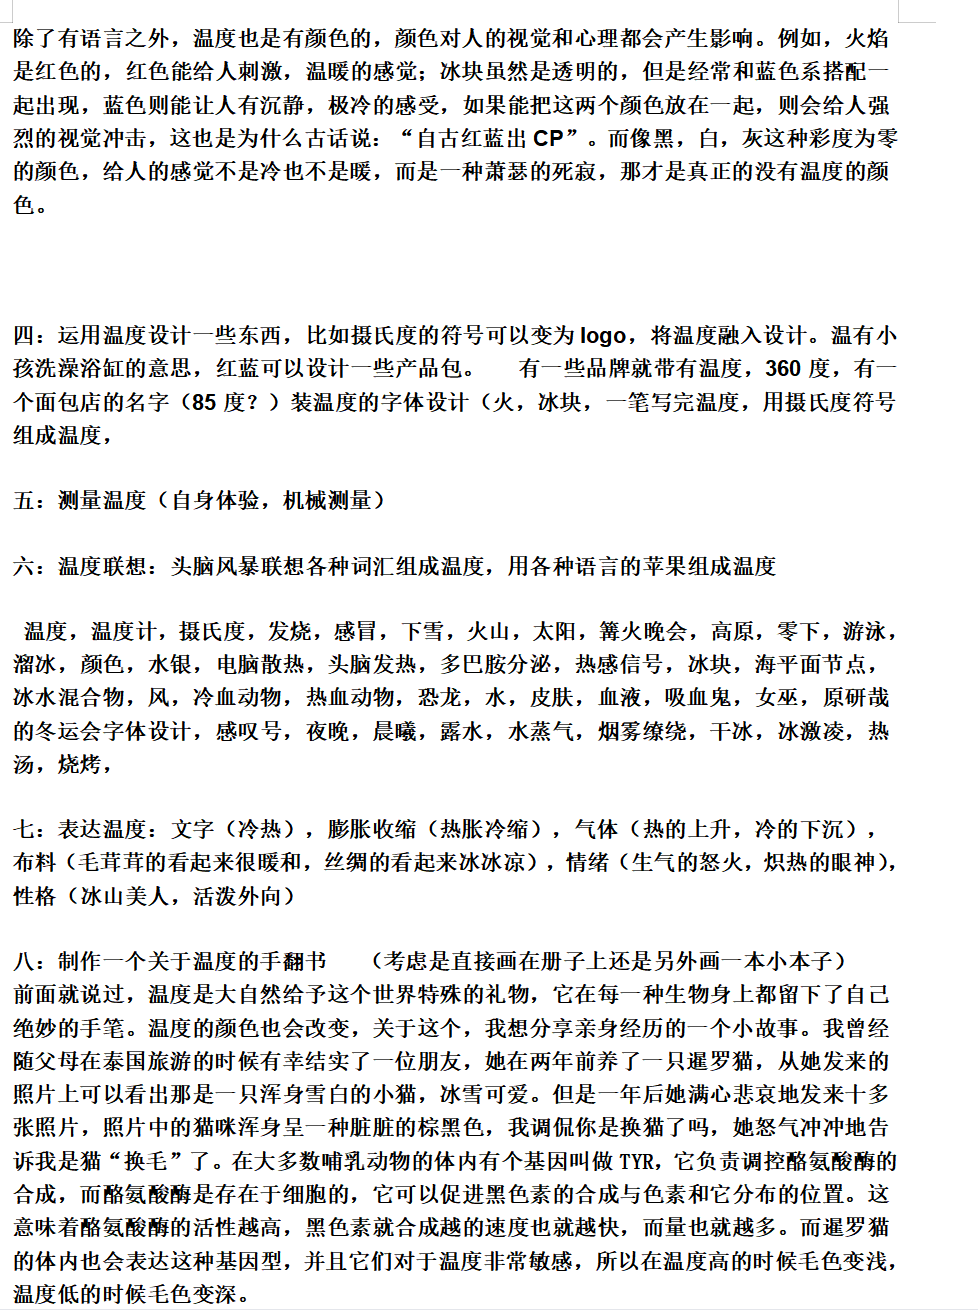 除了有语言之外，温度也是有颜色的，颜色对人的视觉和心理都会产生影响。例如，火焰
是红色的，红色能给人刺激，温暖的感觉；冰块虽然是透明的，但是经常和蓝色系搭配一
起出现，蓝色则能让人有沉静，极冷的感受，如果能把这两个颜色放在一起，则会给人强
烈的视觉冲击，这也是为什么古话说：“自古红蓝出 CP”。而像黑，白，灰这种彩度为零
的颜色，给人的感觉不是冷也不是暖，而是一种萧瑟的死寂，那才是真正的没有温度的颜
色。
四：运用温度设计一些东西，比如摄氏度的符号可以变为 logo，将温度融入设计。温有小
孩洗澡浴缸的意思，红蓝可以设计一些产品包。 有一些品牌就带有温度，360 度，有一
个面包店的名字（85 度？）装温度的字体设计（火，冰块，一笔写完温度，用摄氏度符号
组成温度，
五：测量温度（自身体验，机械测量）
六：温度联想：头脑风暴联想各种词汇组成温度，用各种语言的苹果组成温度
温度，温度计，摄氏度，发烧，感冒，下雪，火山，太阳，篝火晚会，高原，零下，游泳，
溜冰，颜色，水银，电脑散热，头脑发热，多巴胺分泌，热感信号，冰块，海平面节点，
冰水混合物，风，冷血动物，热血动物，恐龙，水，皮肤，血液，吸血鬼，女巫，原研哉
的冬运会字体设计，感叹号，夜晚，晨曦，露水，水蒸气，烟雾缭绕，干冰，冰激凌，热
汤，烧烤，
七：表达温度：文字（冷热），膨胀收缩（热胀冷缩），气体（热的上升，冷的下沉），
布料（毛茸茸的看起来很暖和，丝绸的看起来冰冰凉），情绪（生气的怒火，炽热的眼神），
性格（冰山美人，活泼外向）
八：制作一个关于温度的手翻书 （考虑是直接画在册子上还是另外画一本小本子）
前面就说过，温度是大自然给予这个世界特殊的礼物，它在每一种生物身上都留下了自己
绝妙的手笔。温度的颜色也会改变，关于这个，我想分享亲身经历的一个小故事。我曾经
随父母在泰国旅游的时候有幸结实了一位朋友，她在两年前养了一只暹罗猫，从她发来的
照片上可以看出那是一只浑身雪白的小猫，冰雪可爱。但是一年后她满心悲哀地发来十多
张照片，照片中的猫咪浑身呈一种脏脏的棕黑色，我调侃你是换猫了吗，她怒气冲冲地告
诉我是猫“换毛”了。在大多数哺乳动物的体内有个基因叫做 TYR，它负责调控酪氨酸酶的
合成，而酪氨酸酶是存在于细胞的，它可以促进黑色素的合成与色素和它分布的位置。这
意味着酪氨酸酶的活性越高，黑色素就合成越的速度也就越快，而量也就越多。而暹罗猫
的体内也会表达这种基因型，并且它们对于温度非常敏感，所以在温度高的时候毛色变浅，
温度低的时候毛色变深。